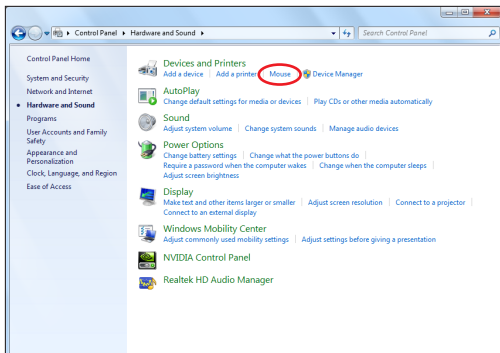 Control Panel ▸ Hardware and Sound ▸
Search Control Panel
Control Panel Home
System and Security
Network and Internet
Hardware and Sound
Programs
User Accounts and Family
Safety
Appearance and
Personalization
Clock, Language, and Region
Ease of Access
Devices and Printers
Add a device | Add a printer | Mouse | Device Manager
AutoPlay
Change default settings for media or devices | Play CDs or other media automatically
Sound
Adjust system volume | Change system sounds | Manage audio devices
Power Options
Change battery settings | Change what the power buttons do
Require a password when the computer wakes | Change when the computer sleeps
Adjust screen brightness
Display
Make text and other items larger or smaller | Adjust screen resolution | Connect to a projector
Connect to an external display
Windows Mobility Center
Adjust commonly used mobility settings | Adjust settings before giving a presentation
NVIDIA Control Panel
Realtek HD Audio Manager